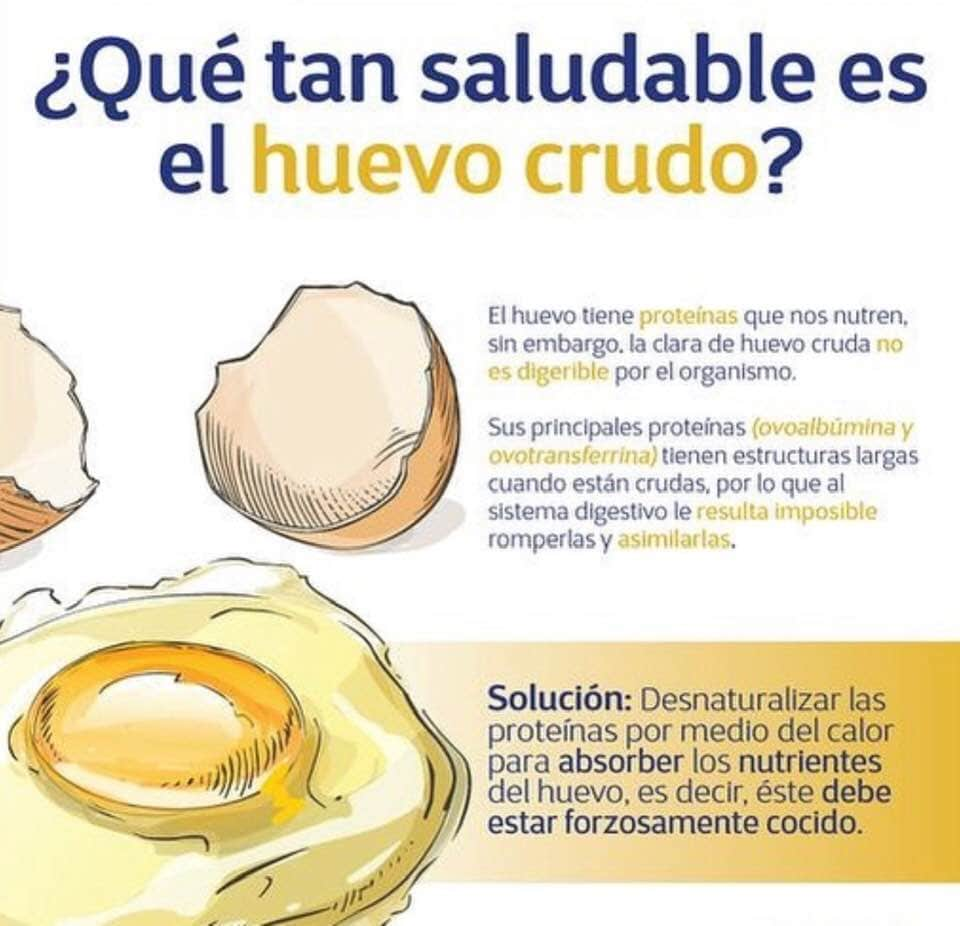 ¿Qué tan saludable es
el huevo crudo?
El huevo tiene proteínas que nos nutren,
sin embargo, la clara de huevo cruda no
es digerible por el organismo.
Sus principales proteínas (ovoalbúmina y
ovotransferrina) tienen estructuras largas
cuando están crudas, por lo que al
sistema digestivo le resulta imposible
romperlas y asimilarlas.
Solución: Desnaturalizar las
proteínas por medio del calor
para absorber los nutrientes
del huevo, es decir, éste debe
estar forzosamente cocido.